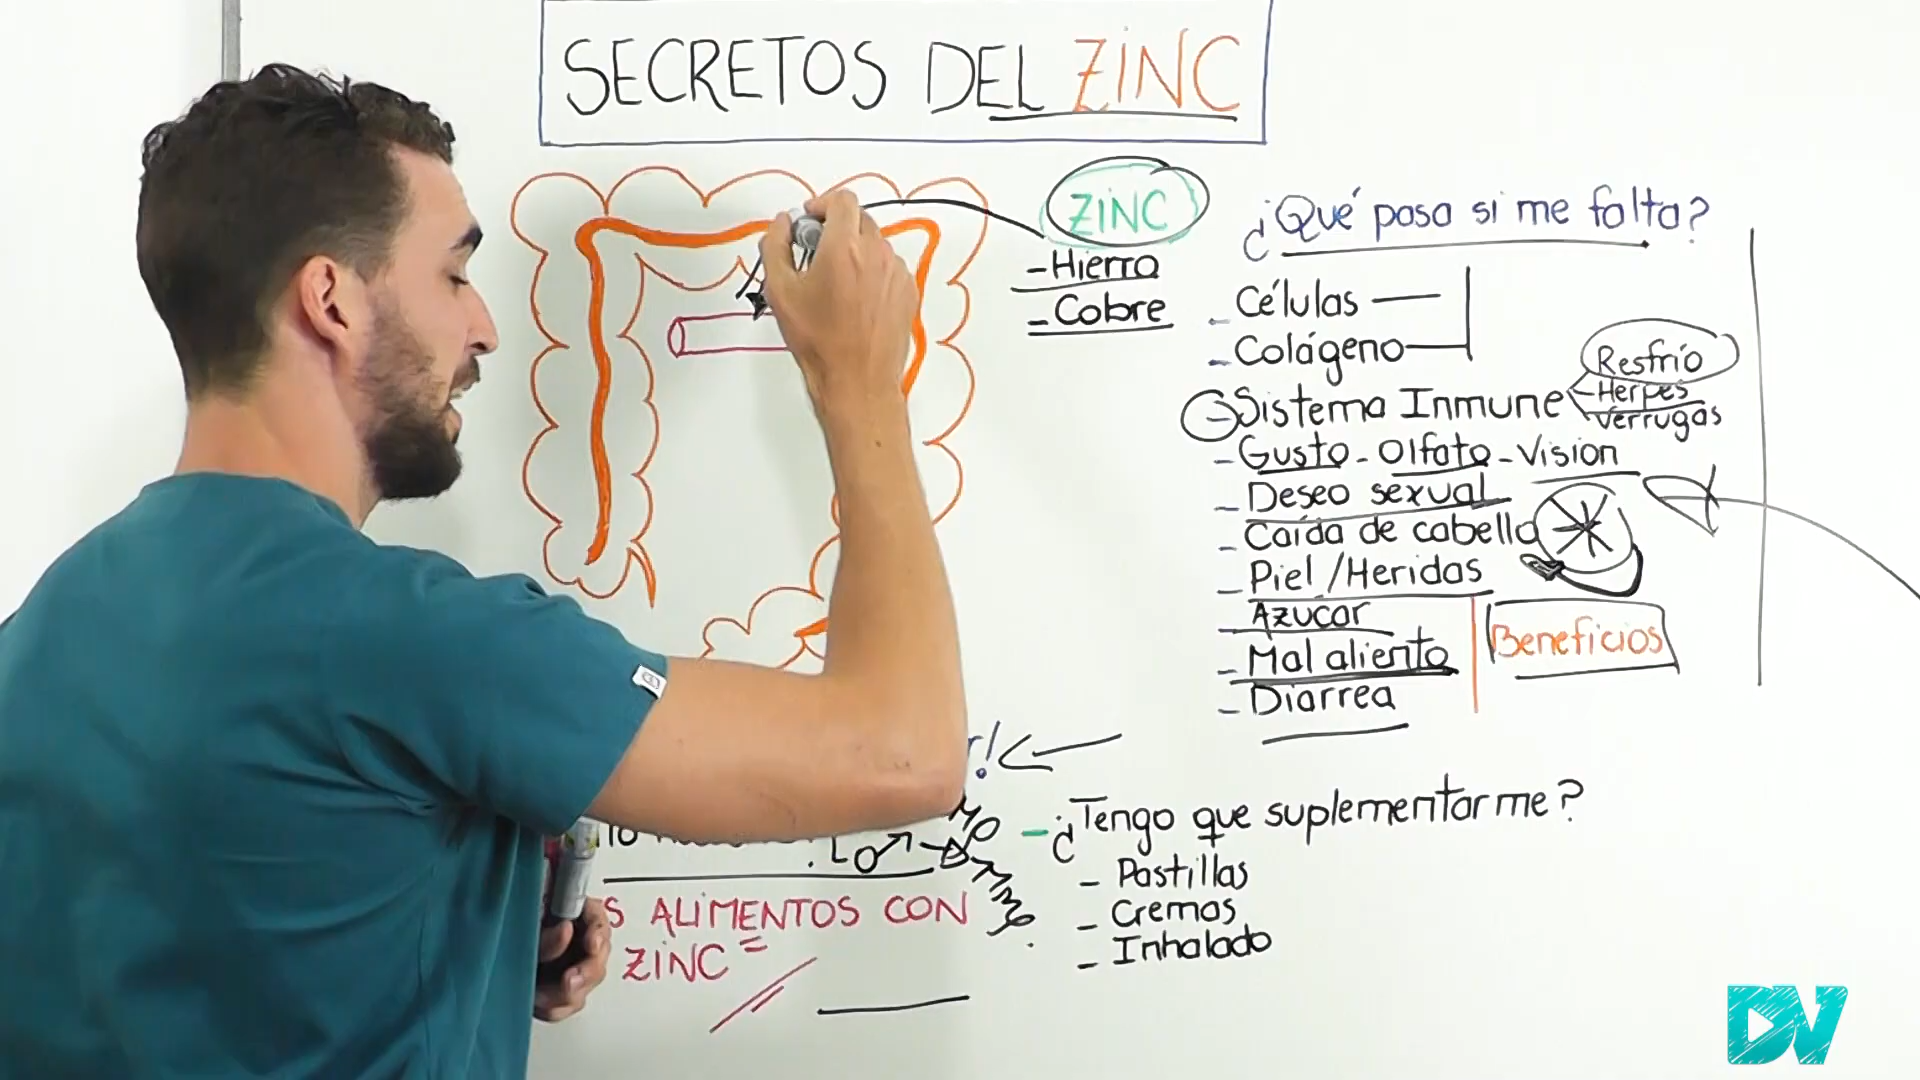 SECRETOS DEL ZINC
ZINC
- Hierro
- Cobre
¿Qué pasa si me falta?
- Células
- Colágeno
- Sistema Inmune
Resfrío
- Herpes
Verrugas
- Gusto - Olfato - Vision
- Deseo sexual
- Caída de cabello
- Piel / Heridas
- Azucar
- Mal aliento
- Diarrea
Beneficios
- ¿Tengo que suplementarme?
- Pastillas
- Cremas
- Inhalado
ALIMENTOS CON
ZINC
DV